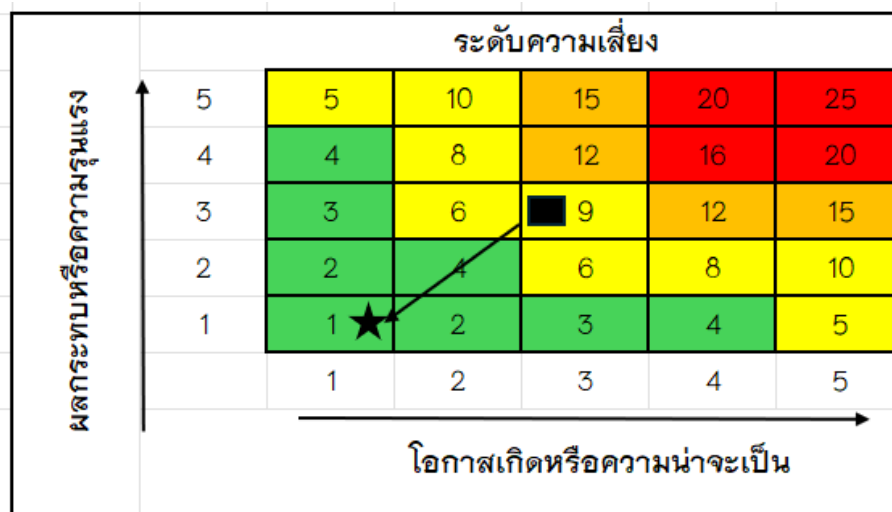 ระดับความเสี่ยง
ผลกระทบหรือความรุนแรง
5 5 10 15 20 25
4 4 8 12 16 20
3 3 6 9 12 15
2 2 4 6 8 10
1 1 2 3 4 5
1 2 3 4 5
โอกาสเกิดหรือความน่าจะเป็น